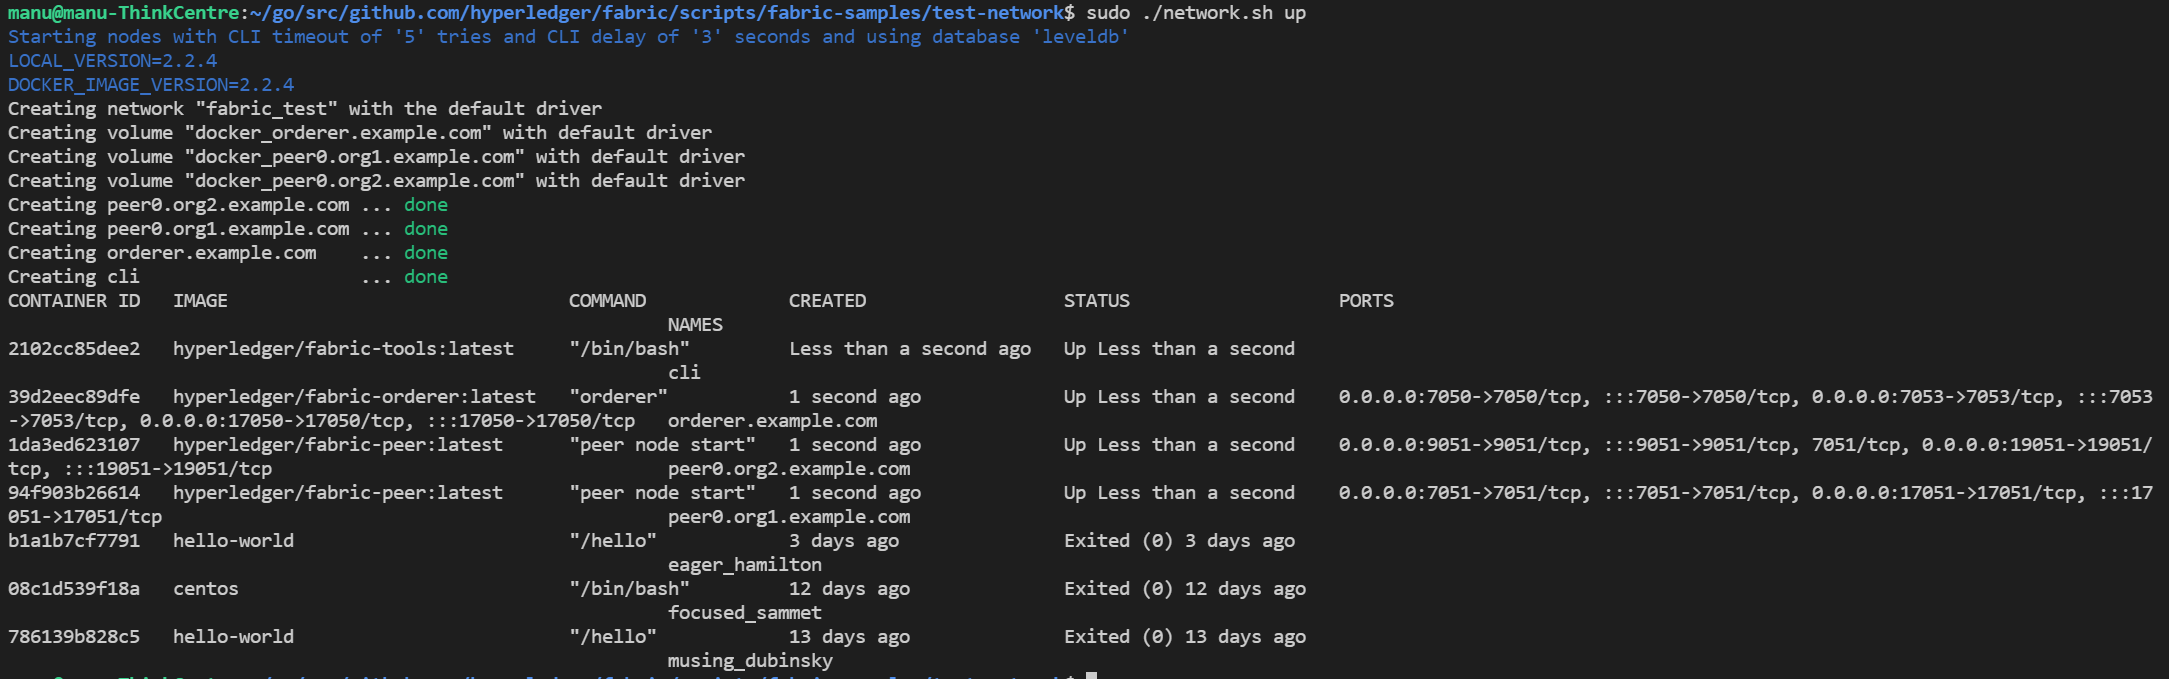 manu@manu-ThinkCentre:~/go/src/github.com/hyperledger/fabric/scripts/fabric-samples/test-network$ sudo ./network.sh up
Starting nodes with CLI timeout of '5' tries and CLI delay of '3' seconds and using database 'leveldb'
LOCAL_VERSION=2.2.4
DOCKER_IMAGE_VERSION=2.2.4
Creating network "fabric_test" with the default driver
Creating volume "docker_orderer.example.com" with default driver
Creating volume "docker_peer0.org1.example.com" with default driver
Creating volume "docker_peer0.org2.example.com" with default driver
Creating peer0.org2.example.com ... done
Creating peer0.org1.example.com ... done
Creating orderer.example.com    ... done
Creating cli                    ... done
CONTAINER ID   IMAGE                               COMMAND             CREATED                  STATUS                   PORTS
                                                            NAMES
2102cc85dee2   hyperledger/fabric-tools:latest     "/bin/bash"         Less than a second ago   Up Less than a second
                                                            cli
39d2eec89dfe   hyperledger/fabric-orderer:latest   "orderer"           1 second ago             Up Less than a second    0.0.0.0:7050->7050/tcp, :::7050->7050/tcp, 0.0.0.0:7053->7053/tcp, :::7053
->7053/tcp, 0.0.0.0:17050->17050/tcp, :::17050->17050/tcp   orderer.example.com
1da3ed623107   hyperledger/fabric-peer:latest      "peer node start"   1 second ago             Up Less than a second    0.0.0.0:9051->9051/tcp, :::9051->9051/tcp, 7051/tcp, 0.0.0.0:19051->19051/
tcp, :::19051->19051/tcp                                    peer0.org2.example.com
94f903b26614   hyperledger/fabric-peer:latest      "peer node start"   1 second ago             Up Less than a second    0.0.0.0:7051->7051/tcp, :::7051->7051/tcp, 0.0.0.0:17051->17051/tcp, :::17
051->17051/tcp                                              peer0.org1.example.com
b1a1b7cf7791   hello-world                         "/hello"            3 days ago               Exited (0) 3 days ago
                                                            eager_hamilton
08c1d539f18a   centos                              "/bin/bash"         12 days ago              Exited (0) 12 days ago
                                                            focused_sammet
786139b828c5   hello-world                         "/hello"            13 days ago              Exited (0) 13 days ago
                                                            musing_dubinsky